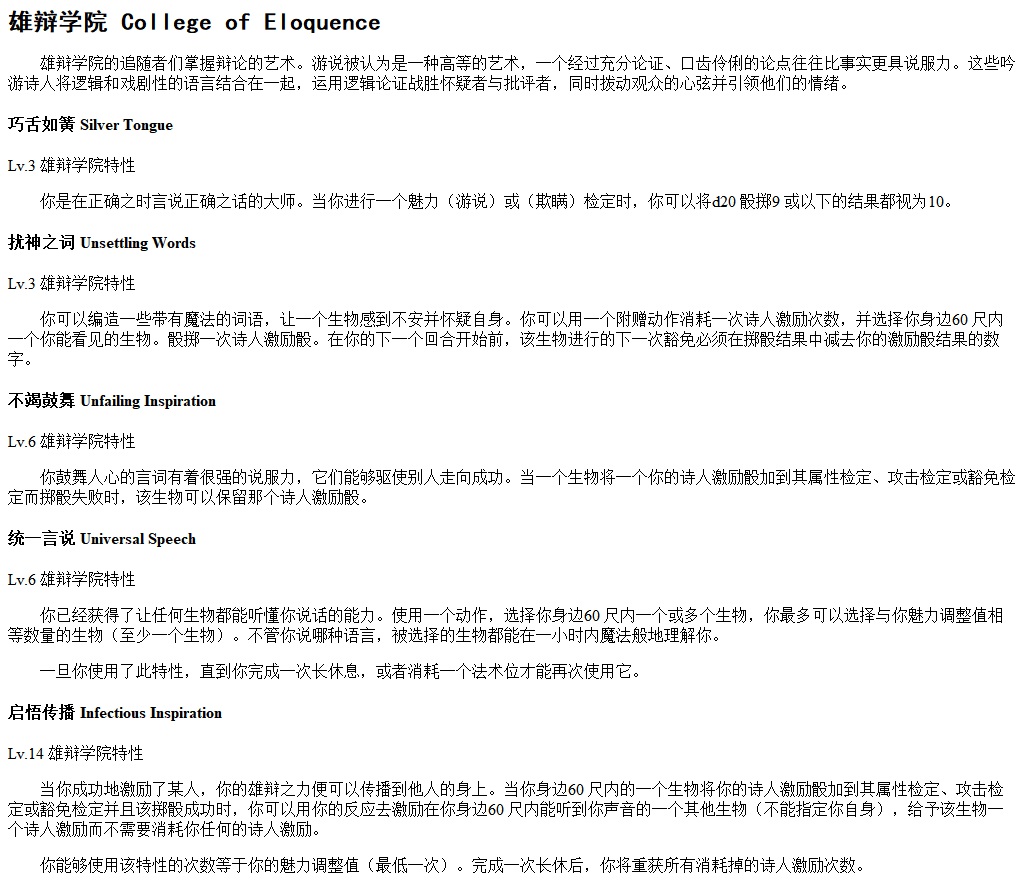 雄辩学院 College of Eloquence
雄辩学院的追随者们掌握辩论的艺术。游说被认为是一种高等的艺术，一个经过充分论证、口齿伶俐的论点往往比事实更具说服力。这些吟
游诗人将逻辑和戏剧性的语言结合在一起，运用逻辑论证战胜怀疑者与批评者，同时拨动观众的心弦并引领他们的情绪。
巧舌如簧 Silver Tongue
Lv.3 雄辩学院特性
你是在正确之时言说正确之话的大师。当你进行一个魅力（游说）或（欺瞒）检定时，你可以将d20 骰掷9 或以下的结果都视为10。
扰神之词 Unsettling Words
Lv.3 雄辩学院特性
你可以编造一些带有魔法的词语，让一个生物感到不安并怀疑自身。你可以用一个附赠动作消耗一次诗人激励次数，并选择你身边60 尺内
一个你能看见的生物。骰掷一次诗人激励骰。在你的下一个回合开始前，该生物进行的下一次豁免必须在掷骰结果中减去你的激励骰结果的数
字。
不竭鼓舞 Unfailing Inspiration
Lv.6 雄辩学院特性
你鼓舞人心的言词有着很强的说服力，它们能够驱使别人走向成功。当一个生物将一个你的诗人激励骰加到其属性检定、攻击检定或豁免检
定而掷骰失败时，该生物可以保留那个诗人激励骰。
统一言说 Universal Speech
Lv.6 雄辩学院特性
你已经获得了让任何生物都能听懂你说话的能力。使用一个动作，选择你身边60 尺内一个或多个生物，你最多可以选择与你魅力调整值相
等数量的生物（至少一个生物）。不管你说哪种语言，被选择的生物都能在一小时内魔法般地理解你。
一旦你使用了此特性，直到你完成一次长休息，或者消耗一个法术位才能再次使用它。
启悟传播 Infectious Inspiration
Lv.14 雄辩学院特性
当你成功地激励了某人，你的雄辩之力便可以传播到他人的身上。当你身边60 尺内的一个生物将你的诗人激励骰加到其属性检定、攻击检
定或豁免检定并且该掷骰成功时，你可以用你的反应去激励在你身边60 尺内能听到你声音的一个其他生物（不能指定你自身），给予该生物一
个诗人激励而不需要消耗你任何的诗人激励。
你能够使用该特性的次数等于你的魅力调整值（最低一次）。完成一次长休后，你将重获所有消耗掉的诗人激励次数。